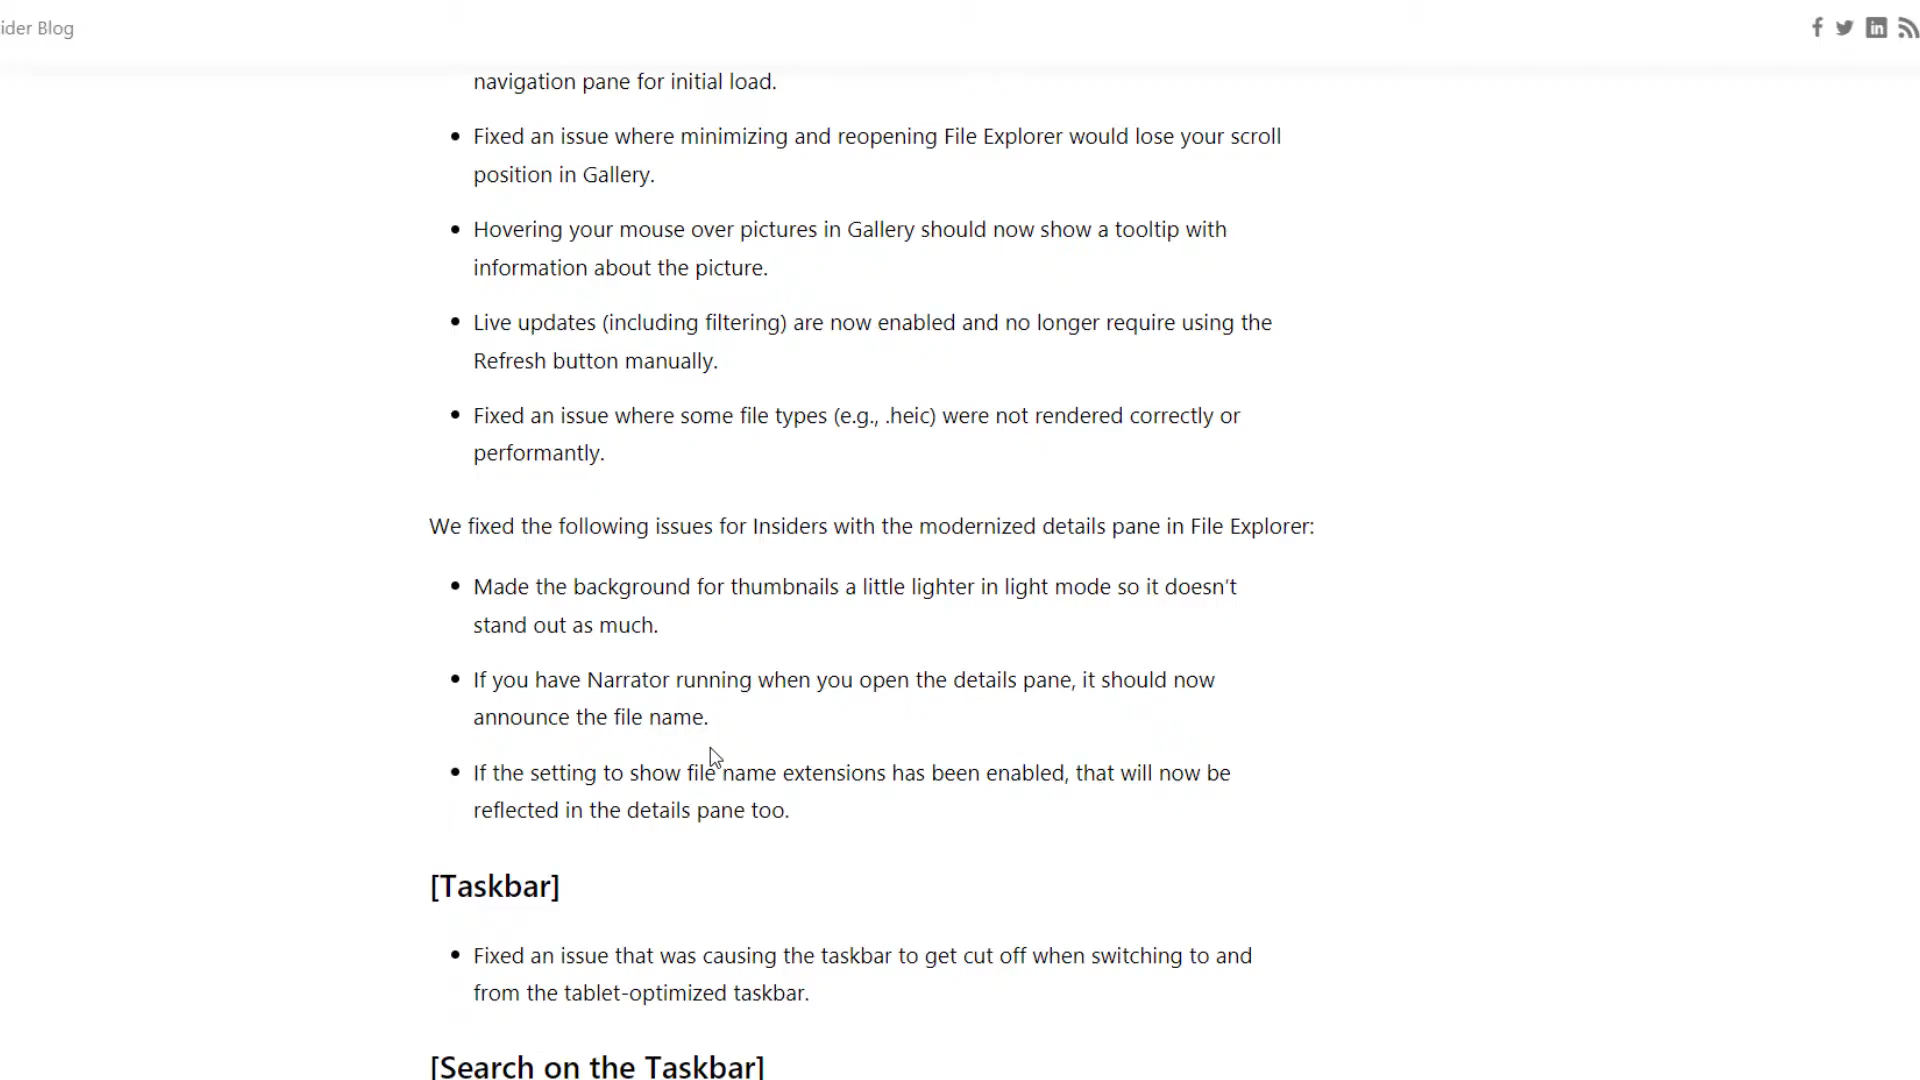 ider Blog
navigation pane for initial load.
• Fixed an issue where minimizing and reopening File Explorer would lose your scroll
position in Gallery.
• Hovering your mouse over pictures in Gallery should now show a tooltip with
information about the picture.
• Live updates (including filtering) are now enabled and no longer require using the
Refresh button manually.
• Fixed an issue where some file types (e.g., .heic) were not rendered correctly or
performantly.
We fixed the following issues for Insiders with the modernized details pane in File Explorer:
• Made the background for thumbnails a little lighter in light mode so it doesn’t
stand out as much.
• If you have Narrator running when you open the details pane, it should now
announce the file name.
• If the setting to show file name extensions has been enabled, that will now be
reflected in the details pane too.
[Taskbar]
• Fixed an issue that was causing the taskbar to get cut off when switching to and
from the tablet-optimized taskbar.
[Search on the Taskbar]